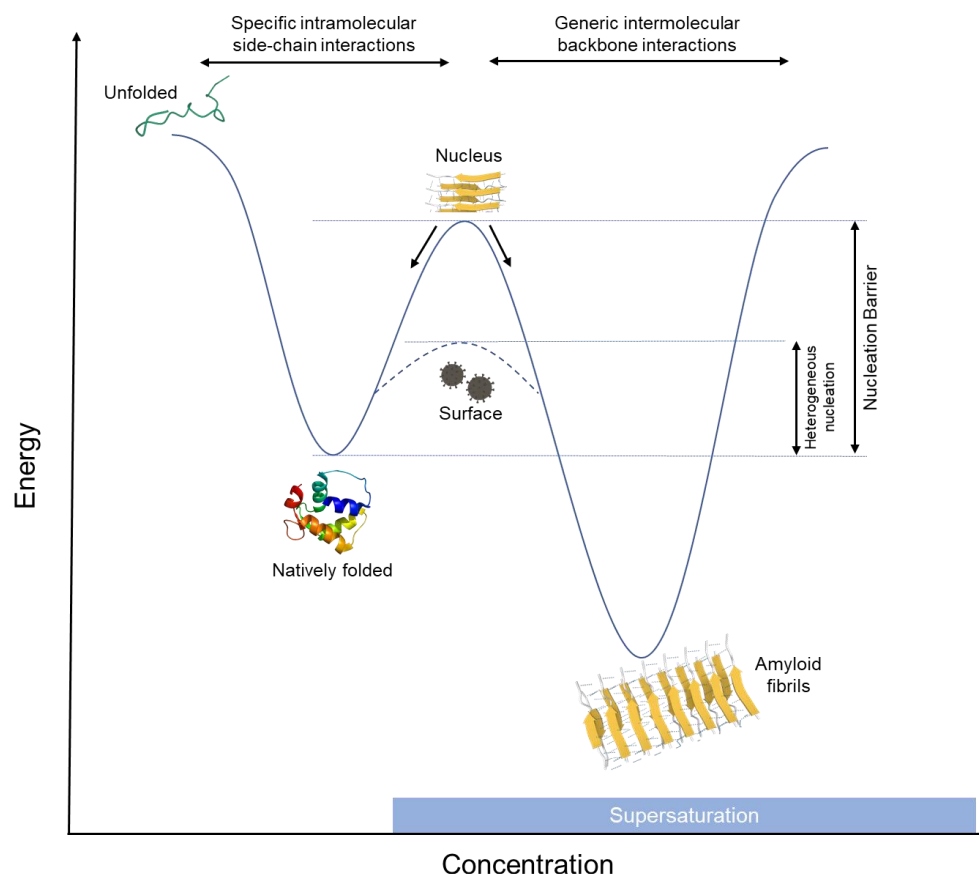 Specific intramolecular
side-chain interactions
Generic intermolecular
backbone interactions
Unfolded
Nucleus
Surface
Heterogeneous
nucleation
Nucleation Barrier
Natively folded
Amyloid
fibrils
Supersaturation
Energy
Concentration